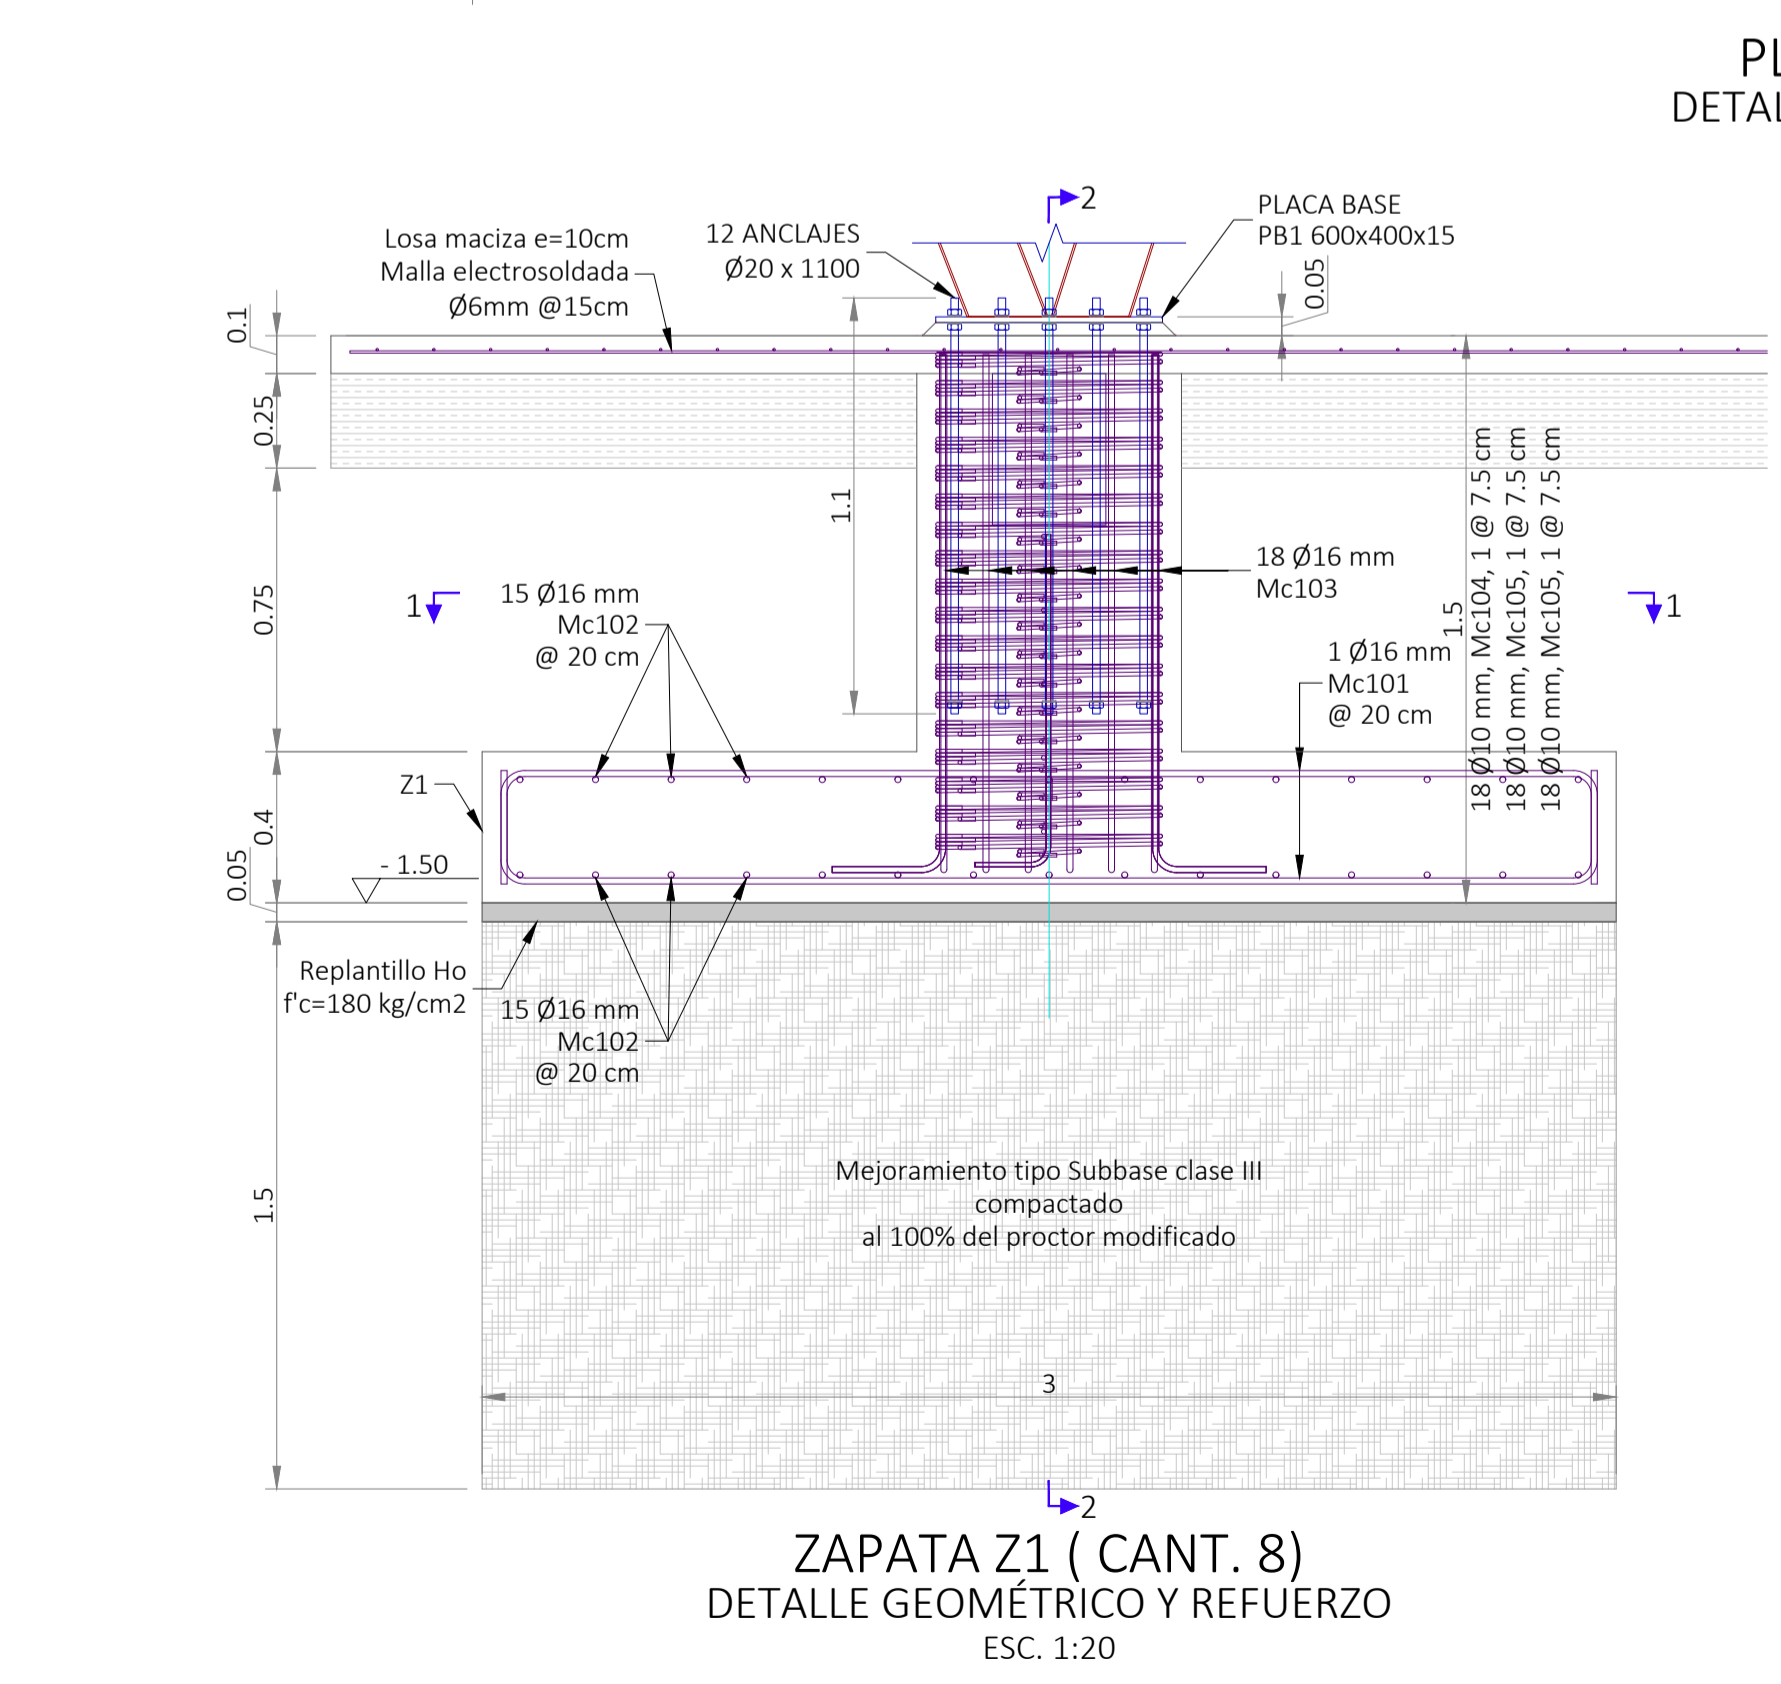 PL
DETAL
2
PLACA BASE
PB1 600x400x15
12 ANCLAJES
Ø20 x 1100
Losa maciza e=10cm
Malla electrosoldada
Ø6mm @15cm
0.05
0.1
0.25
1.1
18 Ø16 mm
Mc103
0.75
1
15 Ø16 mm
Mc102
@ 20 cm
1.5
18 Ø10 mm, Mc104, 1 @ 7.5 cm
18 Ø10 mm, Mc105, 1 @ 7.5 cm
18 Ø10 mm, Mc105, 1 @ 7.5 cm
1
1 Ø16 mm
Mc101
@ 20 cm
Z1
0.4
0.05
- 1.50
Replantillo Ho
f'c=180 kg/cm2
15 Ø16 mm
Mc102
@ 20 cm
1.5
Mejoramiento tipo Subbase clase III
compactado
al 100% del proctor modificado
3
2
ZAPATA Z1 ( CANT. 8)
DETALLE GEOMÉTRICO Y REFUERZO
ESC. 1:20